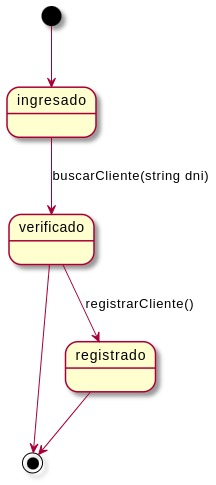 ingresado
buscarCliente(string dni)
verificado
registrarCliente()
registrado